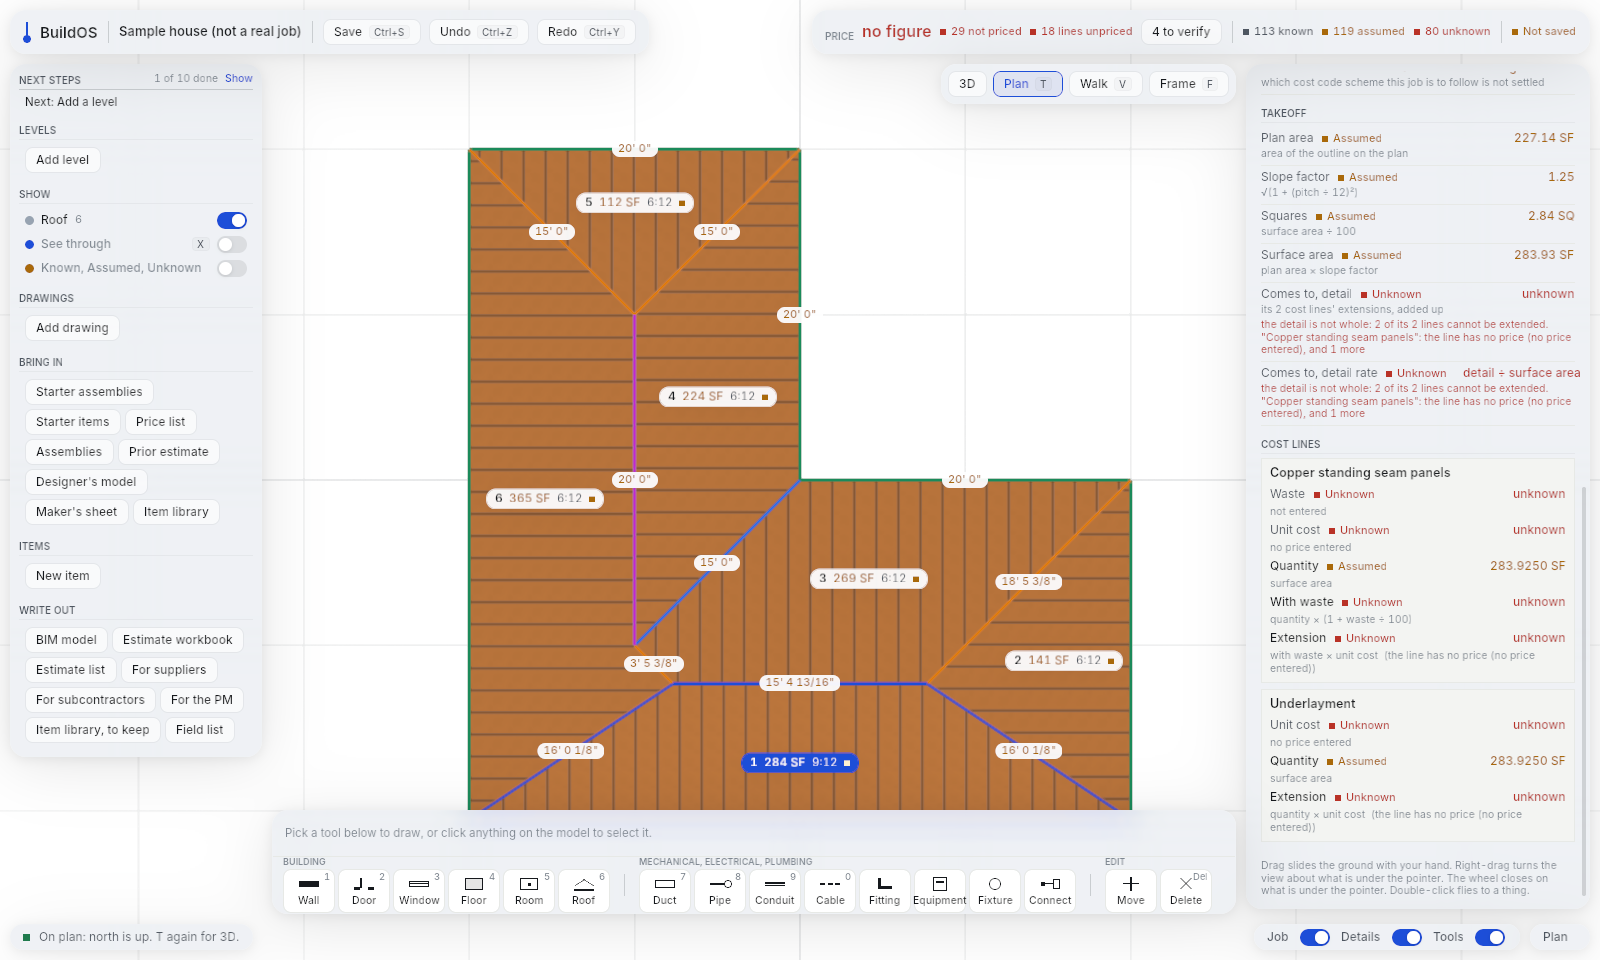 BuildOS
Sample house (not a real job)
Save Ctrl+S
Undo Ctrl+Z
Redo Ctrl+Y
PRICE no figure
29 not priced
18 lines unpriced
4 to verify
113 known
119 assumed
80 unknown
Not saved
3D
Plan T
Walk V
Frame F
NEXT STEPS 1 of 10 done Show
Next: Add a level
LEVELS
Add level
SHOW
Roof 6
See through X
Known, Assumed, Unknown
DRAWINGS
Add drawing
BRING IN
Starter assemblies
Starter items Price list
Assemblies Prior estimate
Designer's model
Maker's sheet Item library
ITEMS
New item
WRITE OUT
BIM model Estimate workbook
Estimate list For suppliers
For subcontractors For the PM
Item library, to keep Field list
20' 0"
5 112 SF 6:12
15' 0" 15' 0"
20' 0"
4 224 SF 6:12
20' 0" 20' 0"
6 365 SF 6:12
15' 0"
3 269 SF 6:12 18' 5 3/8"
3' 5 3/8" 2 141 SF 6:12
15' 4 13/16"
16' 0 1/8" 16' 0 1/8"
1 284 SF 9:12
which cost code scheme this job is to follow is not settled
TAKEOFF
Plan area Assumed 227.14 SF
area of the outline on the plan
Slope factor Assumed 1.25
√(1 + (pitch ÷ 12)²)
Squares Assumed 2.84 SQ
surface area ÷ 100
Surface area Assumed 283.93 SF
plan area × slope factor
Comes to, detail Unknown unknown
its 2 cost lines' extensions, added up
the detail is not whole: 2 of its 2 lines cannot be extended.
"Copper standing seam panels": the line has no price (no price
entered), and 1 more
Comes to, detail rate Unknown detail ÷ surface area
the detail is not whole: 2 of its 2 lines cannot be extended.
"Copper standing seam panels": the line has no price (no price
entered), and 1 more
COST LINES
Copper standing seam panels
Waste Unknown unknown
not entered
Unit cost Unknown unknown
no price entered
Quantity Assumed 283.9250 SF
surface area
With waste Unknown unknown
quantity × (1 + waste ÷ 100)
Extension Unknown unknown
with waste × unit cost (the line has no price (no price
entered))
Underlayment
Unit cost Unknown unknown
no price entered
Quantity Assumed 283.9250 SF
surface area
Extension Unknown unknown
quantity × unit cost (the line has no price (no price
entered))
Drag slides the ground with your hand. Right-drag turns the
view about what is under the pointer. The wheel closes on
what is under the pointer. Double-click flies to a thing.
Pick a tool below to draw, or click anything on the model to select it.
BUILDING MECHANICAL, ELECTRICAL, PLUMBING EDIT
1 2 3 4 5 6 7 8 9 0 Del
Wall Door Window Floor Room Roof Duct Pipe Conduit Cable Fitting Equipment Fixture Connect Move Delete
On plan: north is up. T again for 3D.
Job Details Tools Plan